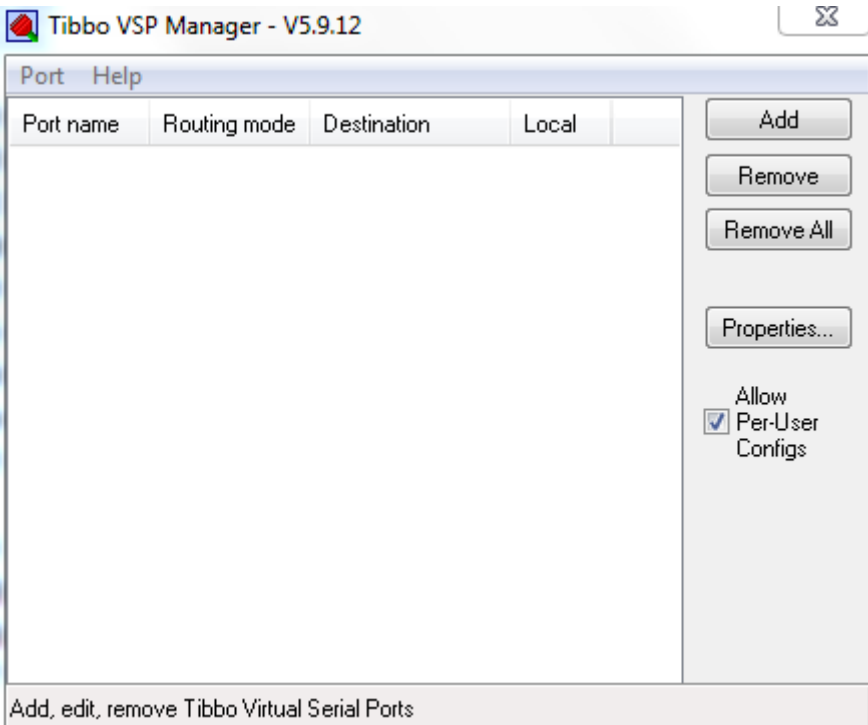 Tibbo VSP Manager - V5.9.12
Port Help
Port name Routing mode Destination Local
Add
Remove
Remove All
Properties...
Allow
Per-User
Configs
Add, edit, remove Tibbo Virtual Serial Ports